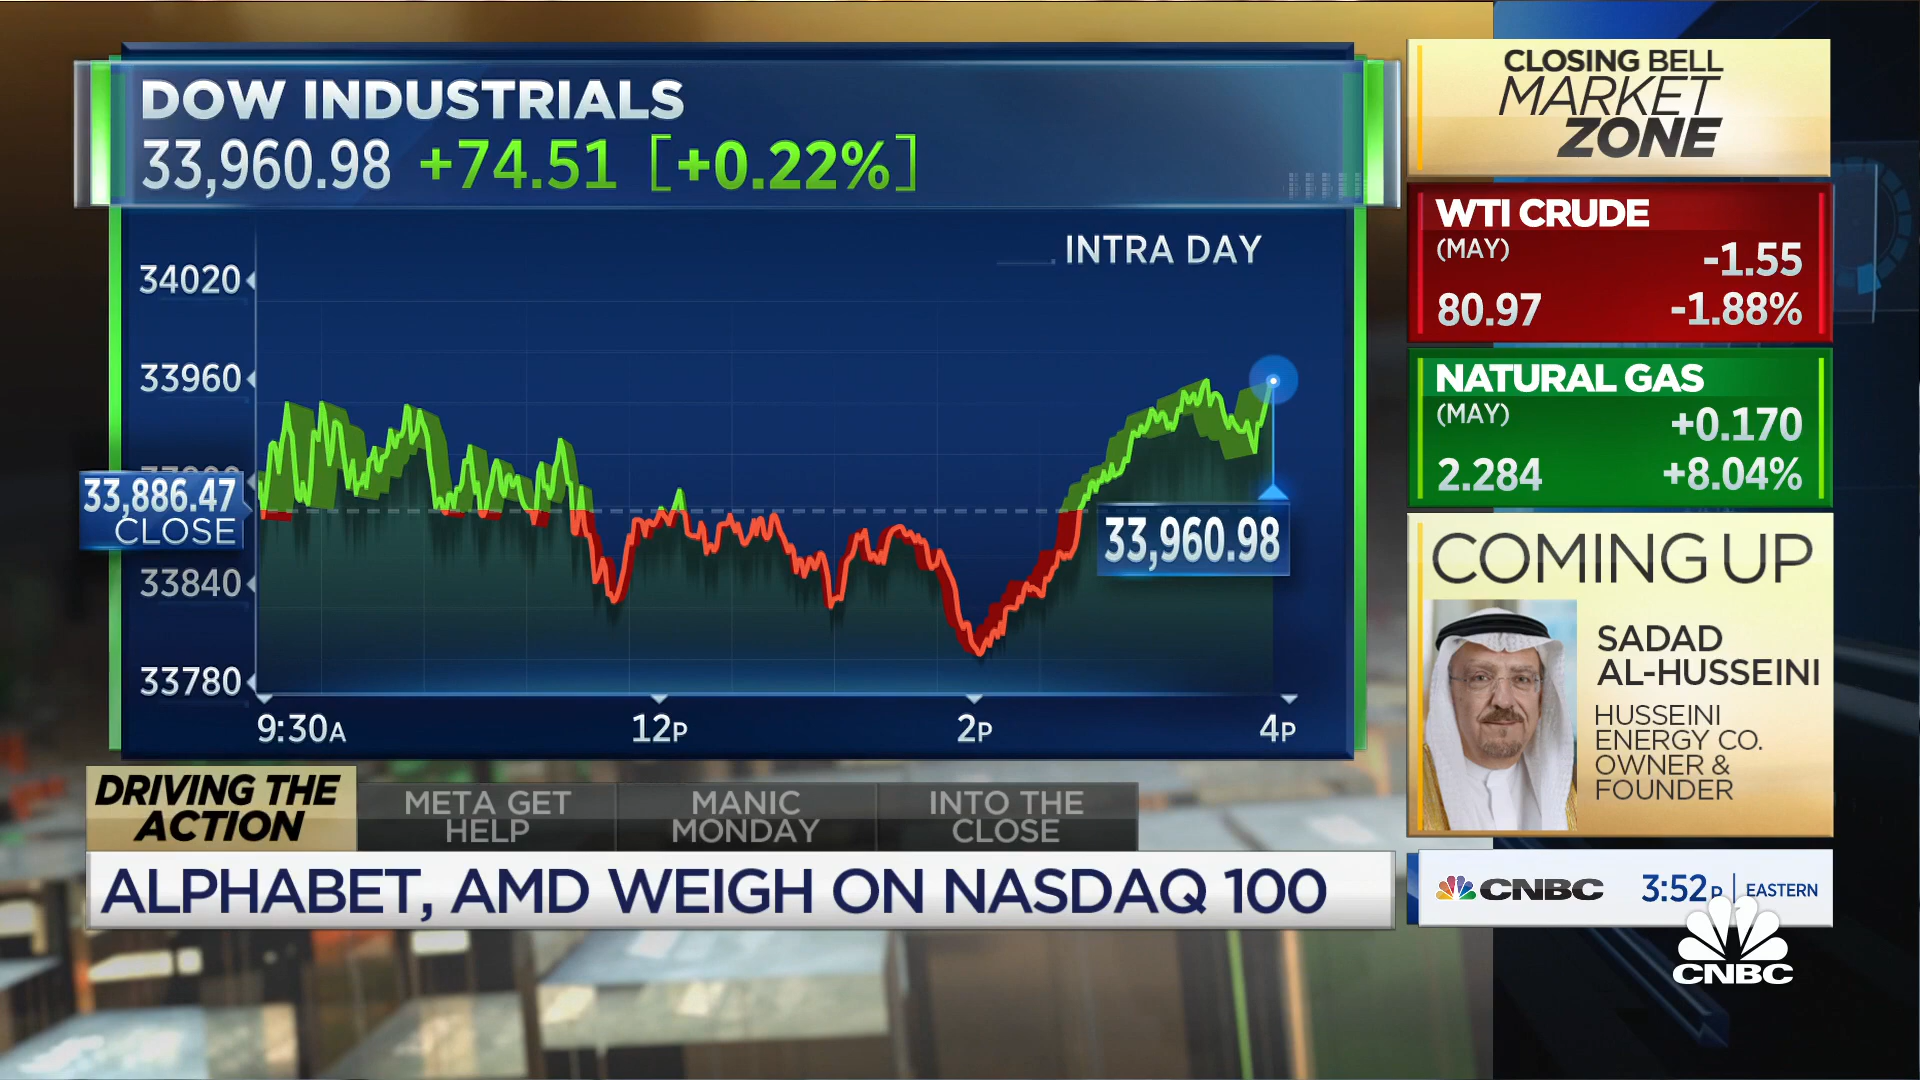 DOW INDUSTRIALS
33,960.98 +74.51 [+0.22%]
INTRA DAY
34020
33960
33,886.47
CLOSE
33840
33780
33,960.98
9:30A
12P
2P
4P
DRIVING THE
ACTION
META GET
HELP
MANIC
MONDAY
INTO THE
CLOSE
ALPHABET, AMD WEIGH ON NASDAQ 100
CLOSING BELL
MARKET
ZONE
WTI CRUDE
(MAY)
-1.55
80.97
-1.88%
NATURAL GAS
(MAY)
+0.170
2.284
+8.04%
COMING UP
SADAD
AL-HUSSEINI
HUSSEINI
ENERGY CO.
OWNER &
FOUNDER
CNBC 3:52P EASTERN
CNBC